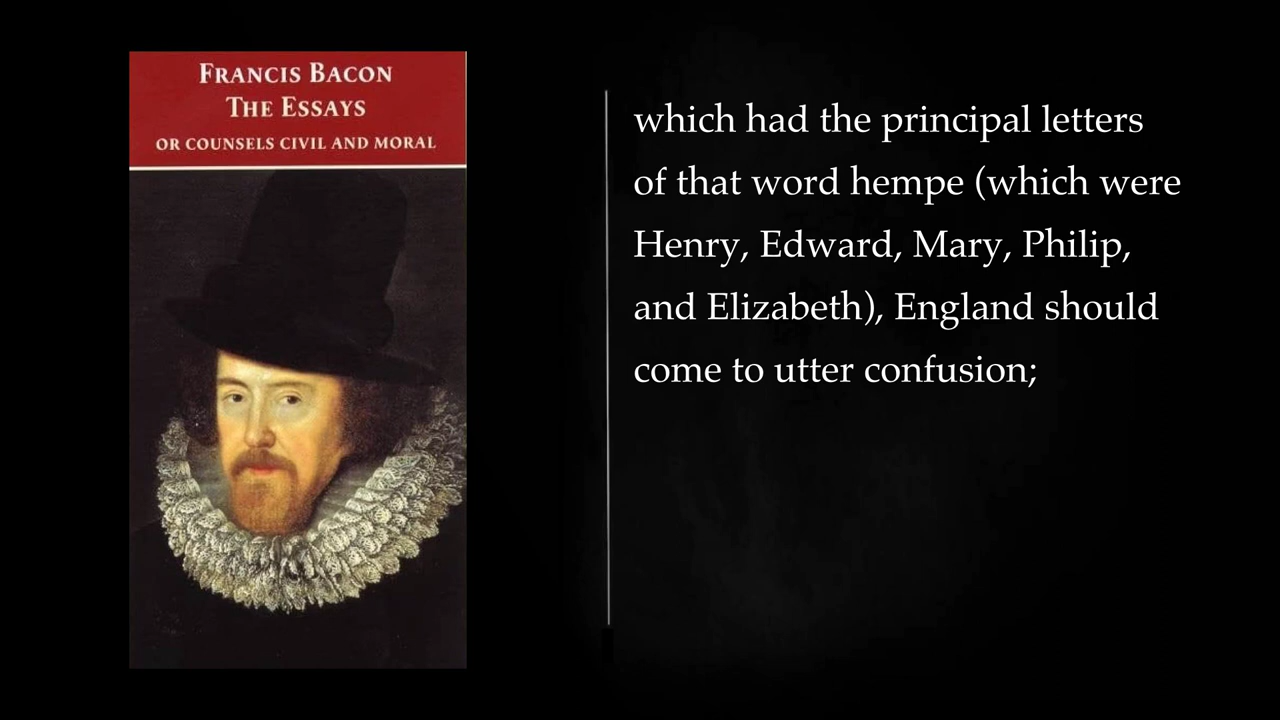 FRANCIS BACON
THE ESSAYS
OR COUNSELS CIVIL AND MORAL
which had the principal letters
of that word hempe (which were
Henry, Edward, Mary, Philip,
and Elizabeth), England should
come to utter confusion;